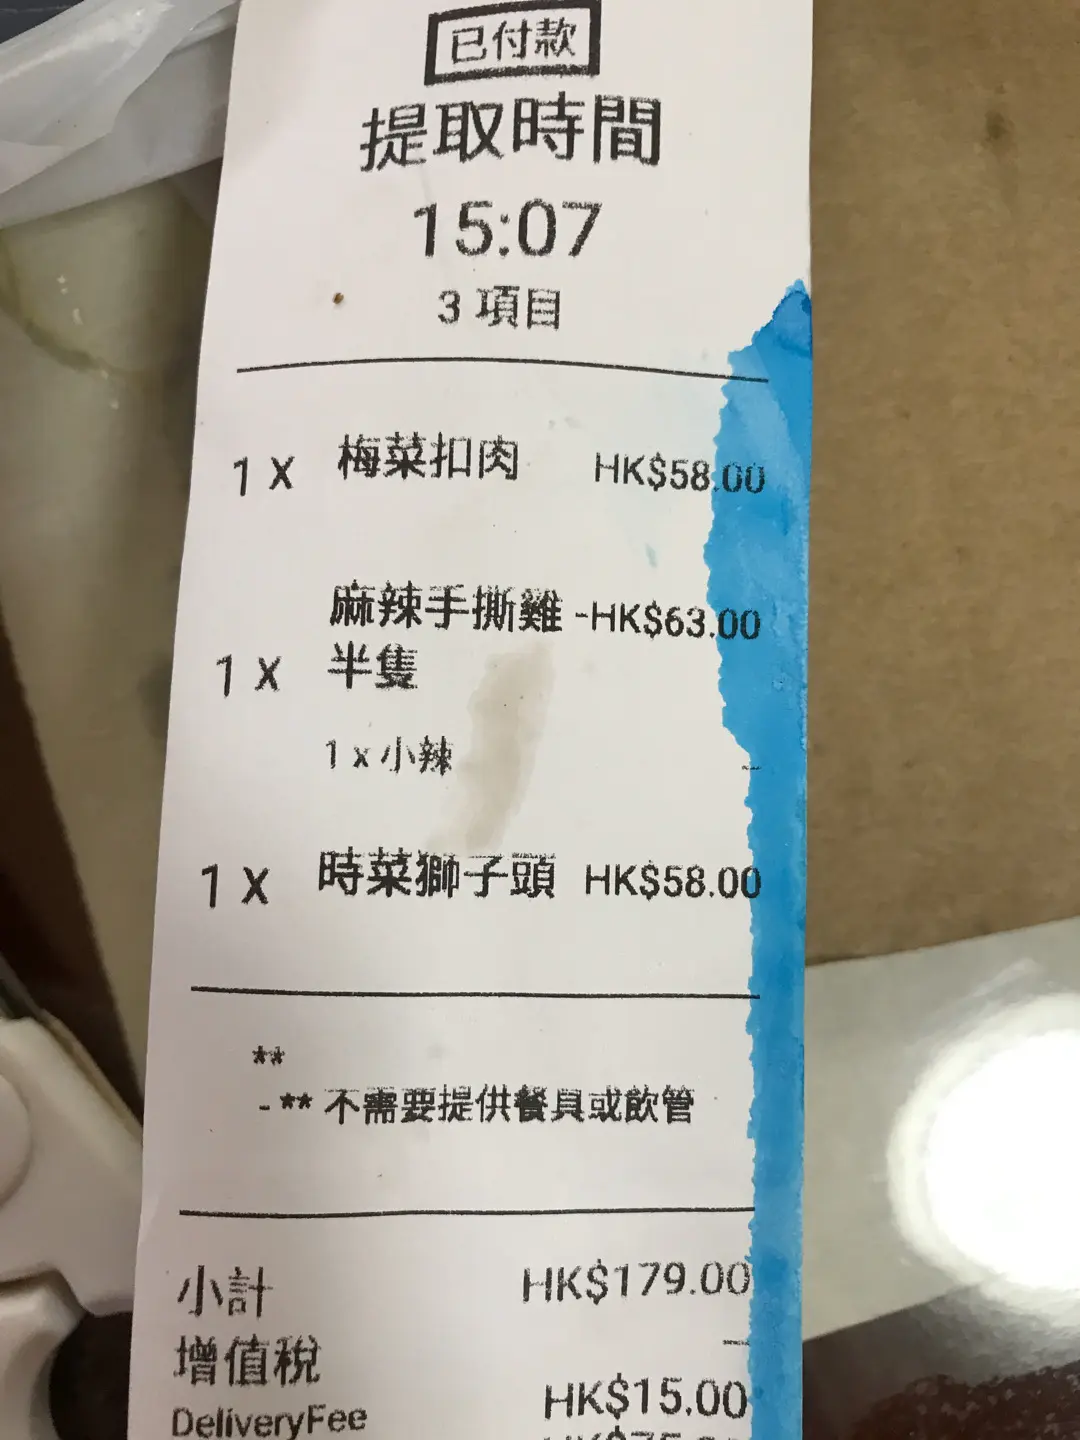 已付款
提取時間
15:07
3 項目
1 X 梅菜扣肉 HK$58.00
麻辣手撕雞 -HK$63.00
1 X 半隻
1 x 小辣 –
1 X 時菜獅子頭 HK$58.00
**
- ** 不需要提供餐具或飲管
小計 HK$179.00
增值稅 –
DeliveryFee HK$15.00